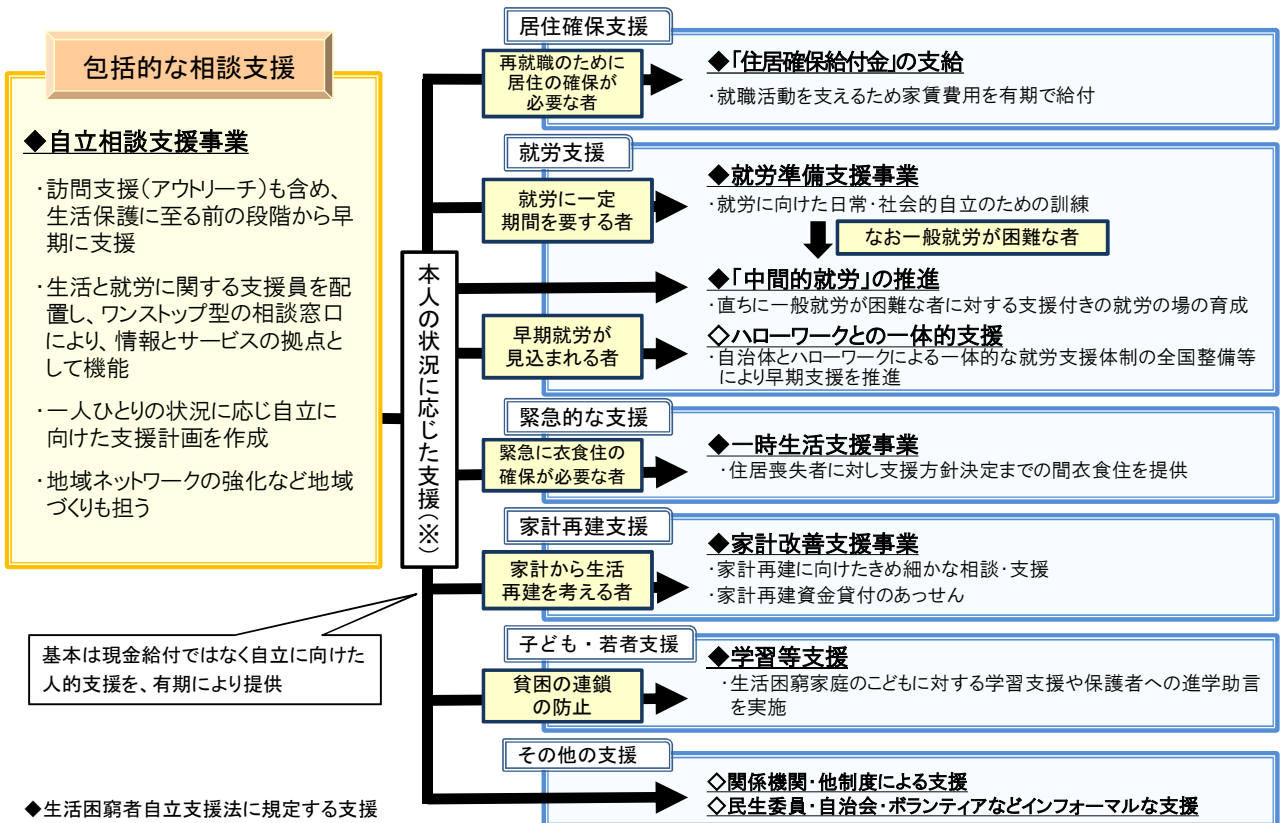 包括的な相談支援
◆自立相談支援事業
・訪問支援(アウトリーチ)も含め、
生活保護に至る前の段階から早
期に支援
・生活と就労に関する支援員を配
置し、ワンストップ型の相談窓口
により、情報とサービスの拠点と
して機能
・一人ひとりの状況に応じ自立に
向けた支援計画を作成
・地域ネットワークの強化など地域
づくりも担う
本人の状況に応じた支援(※)
基本は現金給付ではなく自立に向けた
人的支援を、有期により提供
◆生活困窮者自立支援法に規定する支援
居住確保支援
再就職のために
居住の確保が
必要な者
◆「住居確保給付金」の支給
・就職活動を支えるため家賃費用を有期で給付
就労支援
就労に一定
期間を要する者
◆就労準備支援事業
・就労に向けた日常・社会的自立のための訓練
なお一般就労が困難な者
◆「中間的就労」の推進
・直ちに一般就労が困難な者に対する支援付きの就労の場の育成
早期就労が
見込まれる者
◇ハローワークとの一体的支援
・自治体とハローワークによる一体的な就労支援体制の全国整備等
により早期支援を推進
緊急的な支援
緊急に衣食住の
確保が必要な者
◆一時生活支援事業
・住居喪失者に対し支援方針決定までの間衣食住を提供
家計再建支援
家計から生活
再建を考える者
◆家計改善支援事業
・家計再建に向けたきめ細かな相談・支援
・家計再建資金貸付のあっせん
子ども・若者支援
貧困の連鎖
の防止
◆学習等支援
・生活困窮家庭のこどもに対する学習支援や保護者への進学助言
を実施
その他の支援
◇関係機関・他制度による支援
◇民生委員・自治会・ボランティアなどインフォーマルな支援